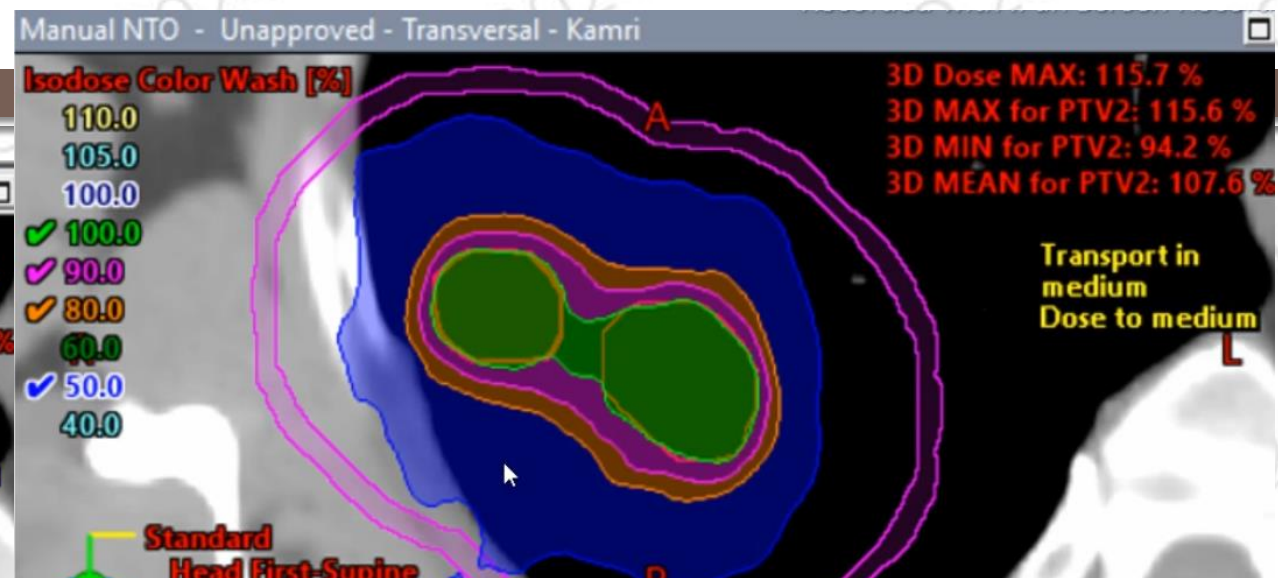 Manual NTO - Unapproved - Transversal - Kamri
Isodose Color Wash [%]
110.0
105.0
100.0
100.0
90.0
80.0
60.0
50.0
40.0
3D Dose MAX: 115.7 %
3D MAX for PTV2: 115.6 %
3D MIN for PTV2: 94.2 %
3D MEAN for PTV2: 107.6 %
A
Transport in
medium
Dose to medium
L
%
Standard
Head First-Supine